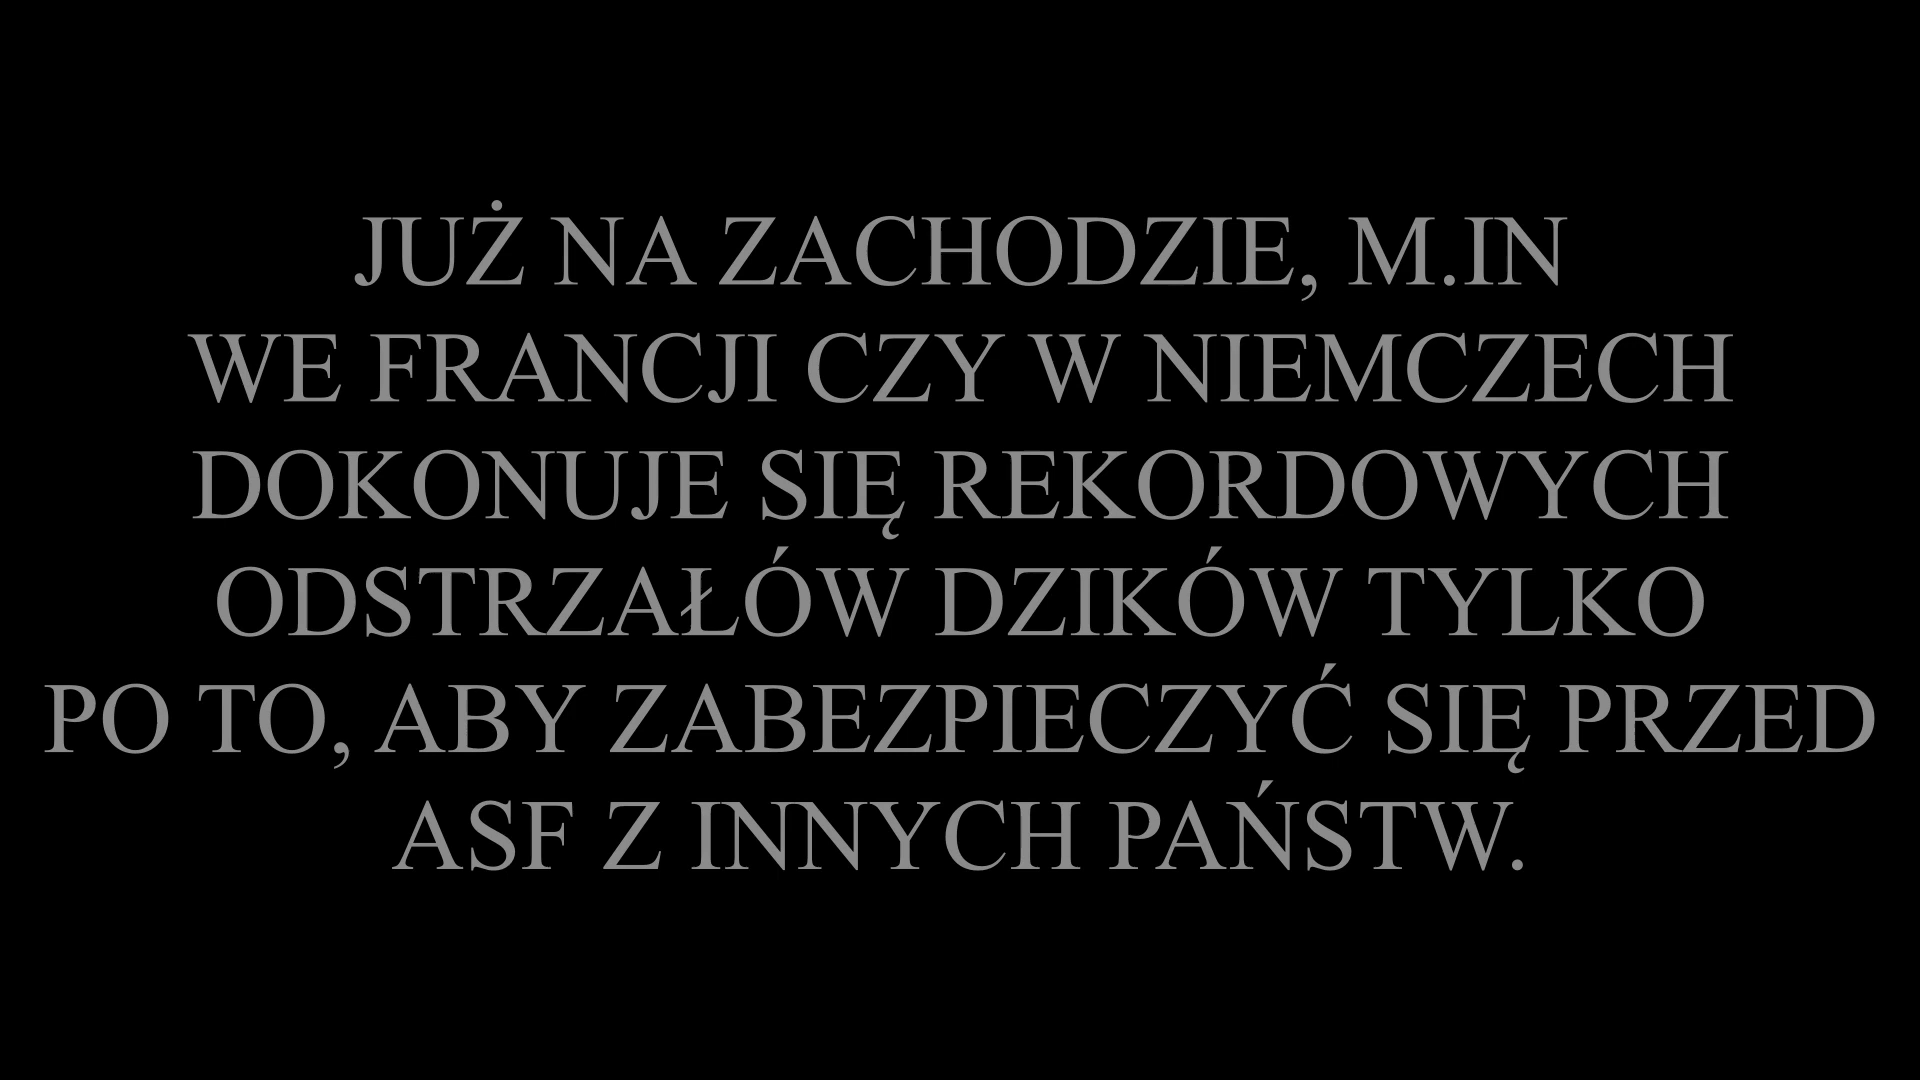 JUŻ NA ZACHODZIE, M.IN
WE FRANCJI CZY W NIEMCZECH
DOKONUJE SIĘ REKORDOWYCH
ODSTRZAŁÓW DZIKÓW TYLKO
PO TO, ABY ZABEZPIECZYĆ SIĘ PRZED
ASF Z INNYCH PAŃSTW.